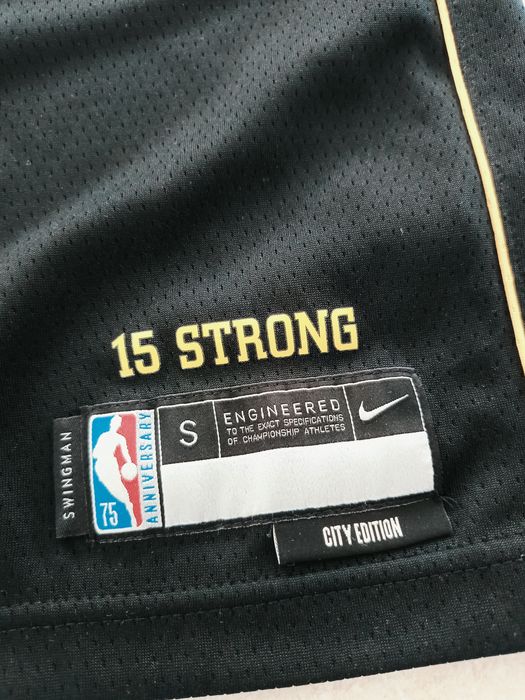 15 STRONG
SWINGMAN
75
ANNIVERSARY
S
ENGINEERED
TO THE EXACT SPECIFICATIONS
OF CHAMPIONSHIP ATHLETES
CITY EDITION